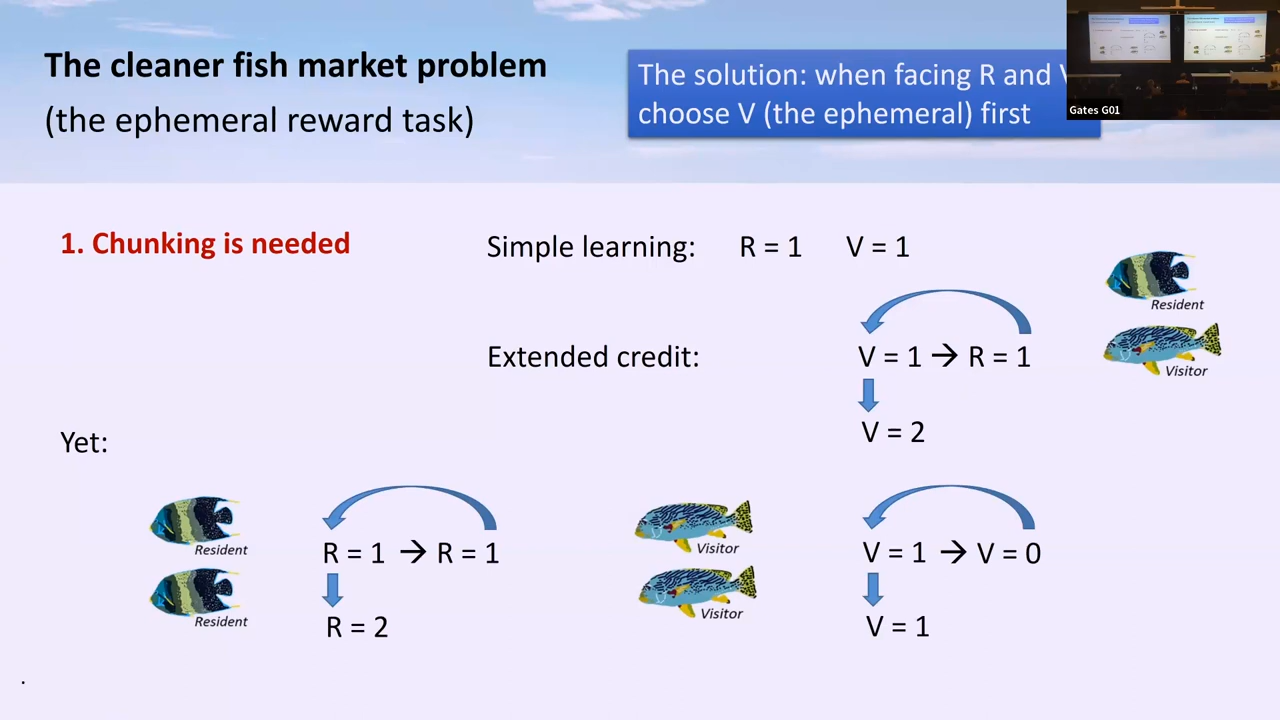 The cleaner fish market problem
(the ephemeral reward task)
The solution: when facing R and V
choose V (the ephemeral) first
Gates G01
1. Chunking is needed
Simple learning: R = 1 V = 1
Resident
Extended credit: V = 1 → R = 1
Visitor
V = 2
Yet:
Resident
Resident
R = 1 → R = 1
R = 2
Visitor
Visitor
V = 1 → V = 0
V = 1
.